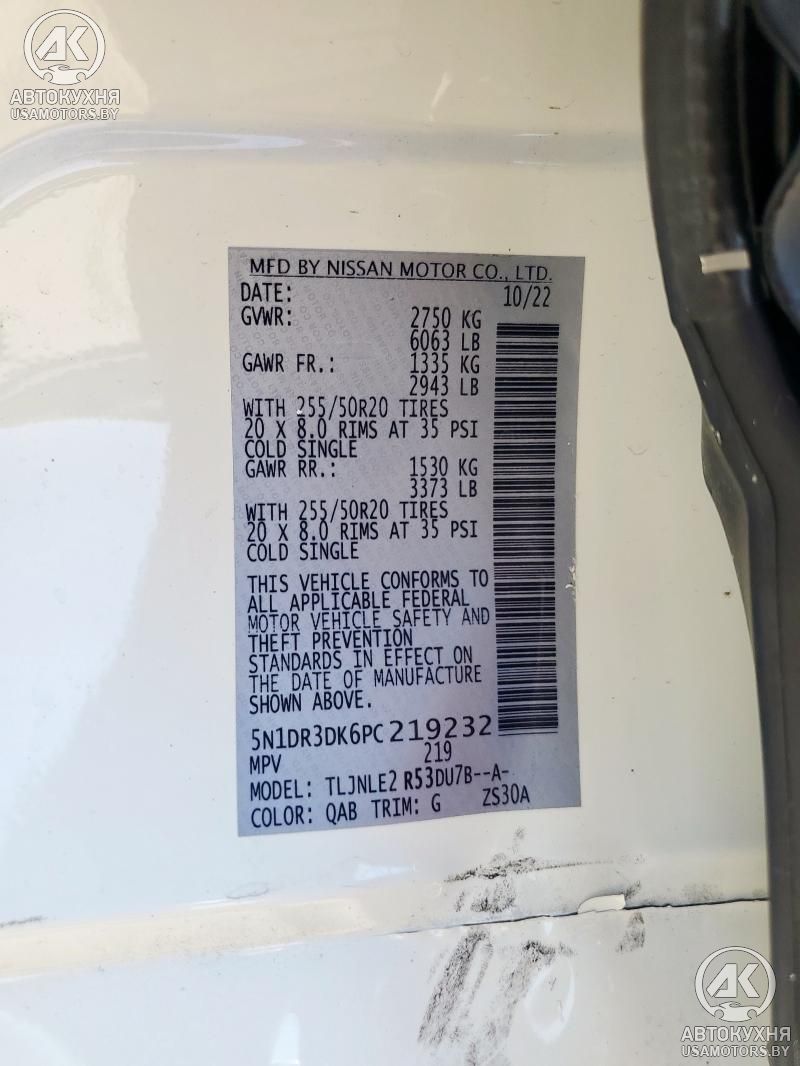 AK
АВТОКУХНЯ
USAMOTORS.BY
MFD BY NISSAN MOTOR CO., LTD.
DATE: 10/22
GVWR: 2750 KG
6063 LB
GAWR FR.: 1335 KG
2943 LB
WITH 255/50R20 TIRES
20 X 8.0 RIMS AT 35 PSI
COLD SINGLE
GAWR RR.: 1530 KG
3373 LB
WITH 255/50R20 TIRES
20 X 8.0 RIMS AT 35 PSI
COLD SINGLE
THIS VEHICLE CONFORMS TO
ALL APPLICABLE FEDERAL
MOTOR VEHICLE SAFETY AND
THEFT PREVENTION
STANDARDS IN EFFECT ON
THE DATE OF MANUFACTURE
SHOWN ABOVE.
5N1DR3DK6PC219232
MPV 219
MODEL: TLJNLE2 R53DU7B--A-
COLOR: QAB TRIM: G ZS30A
AK
АВТОКУХНЯ
USAMOTORS.BY